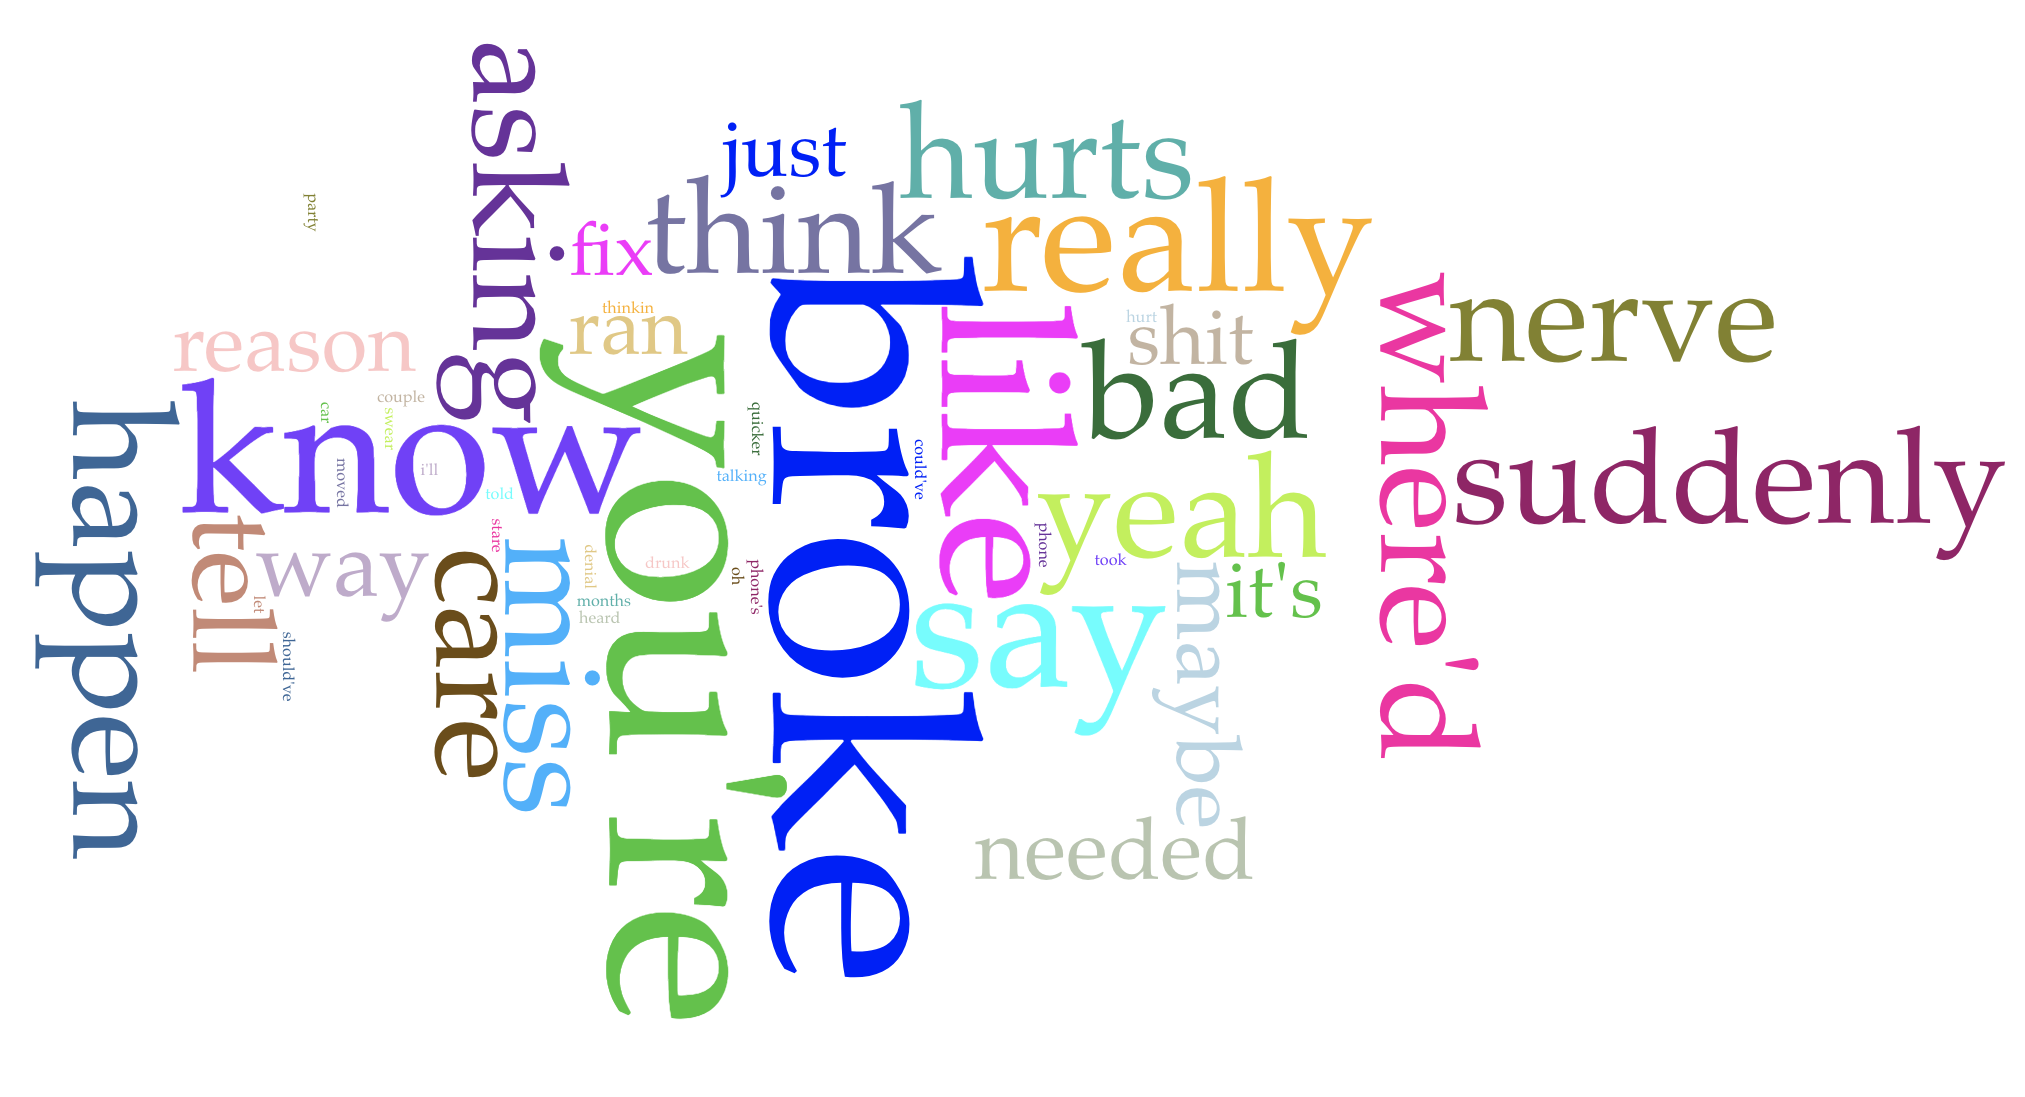 asking
just
hurts
party
think
really
fix
thinkin
ran
hurt
shit
where'd
nerve
reason
bad
like
broke
you're
couple
car
swear
know
happen
quicker
talking
could've
yeah
suddenly
moved
i'll
told
stare
tell
way
miss
care
denial
drunk
oh
phone's
phone
took
months
heard
say
it's
maybe
let
should've
needed